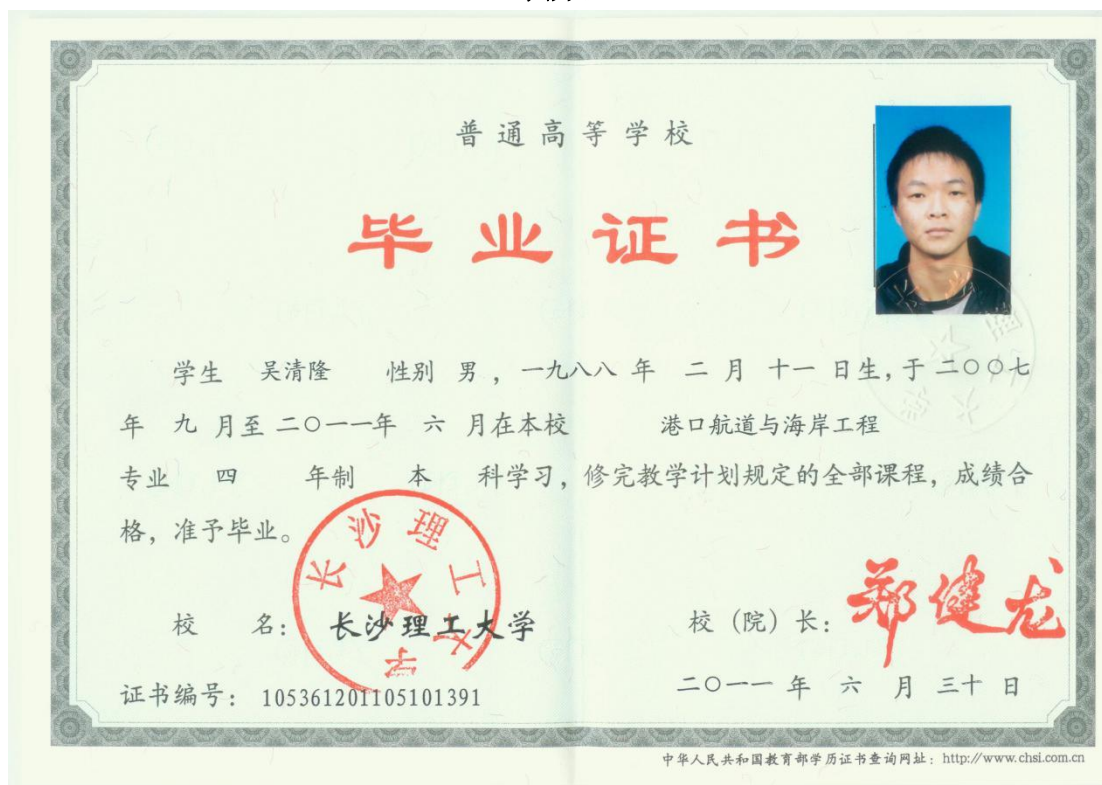 普通高等学校
毕业证书
学生 吴清隆 性别 男，一九八八 年 二 月 十一 日生，于 二〇〇七
年 九 月至 二〇一一年 六 月在本校 港口航道与海岸工程
专业 四 年制 本 科学习，修完教学计划规定的全部课程，成绩合
格，准予毕业。
长沙理工大学
校 名：长沙理工大学
校（院）长：郑健龙
证书编号：105361201105101391
二〇一一 年 六 月 三十 日
中华人民共和国教育部学历证书查询网址：http://www.chsi.com.cn